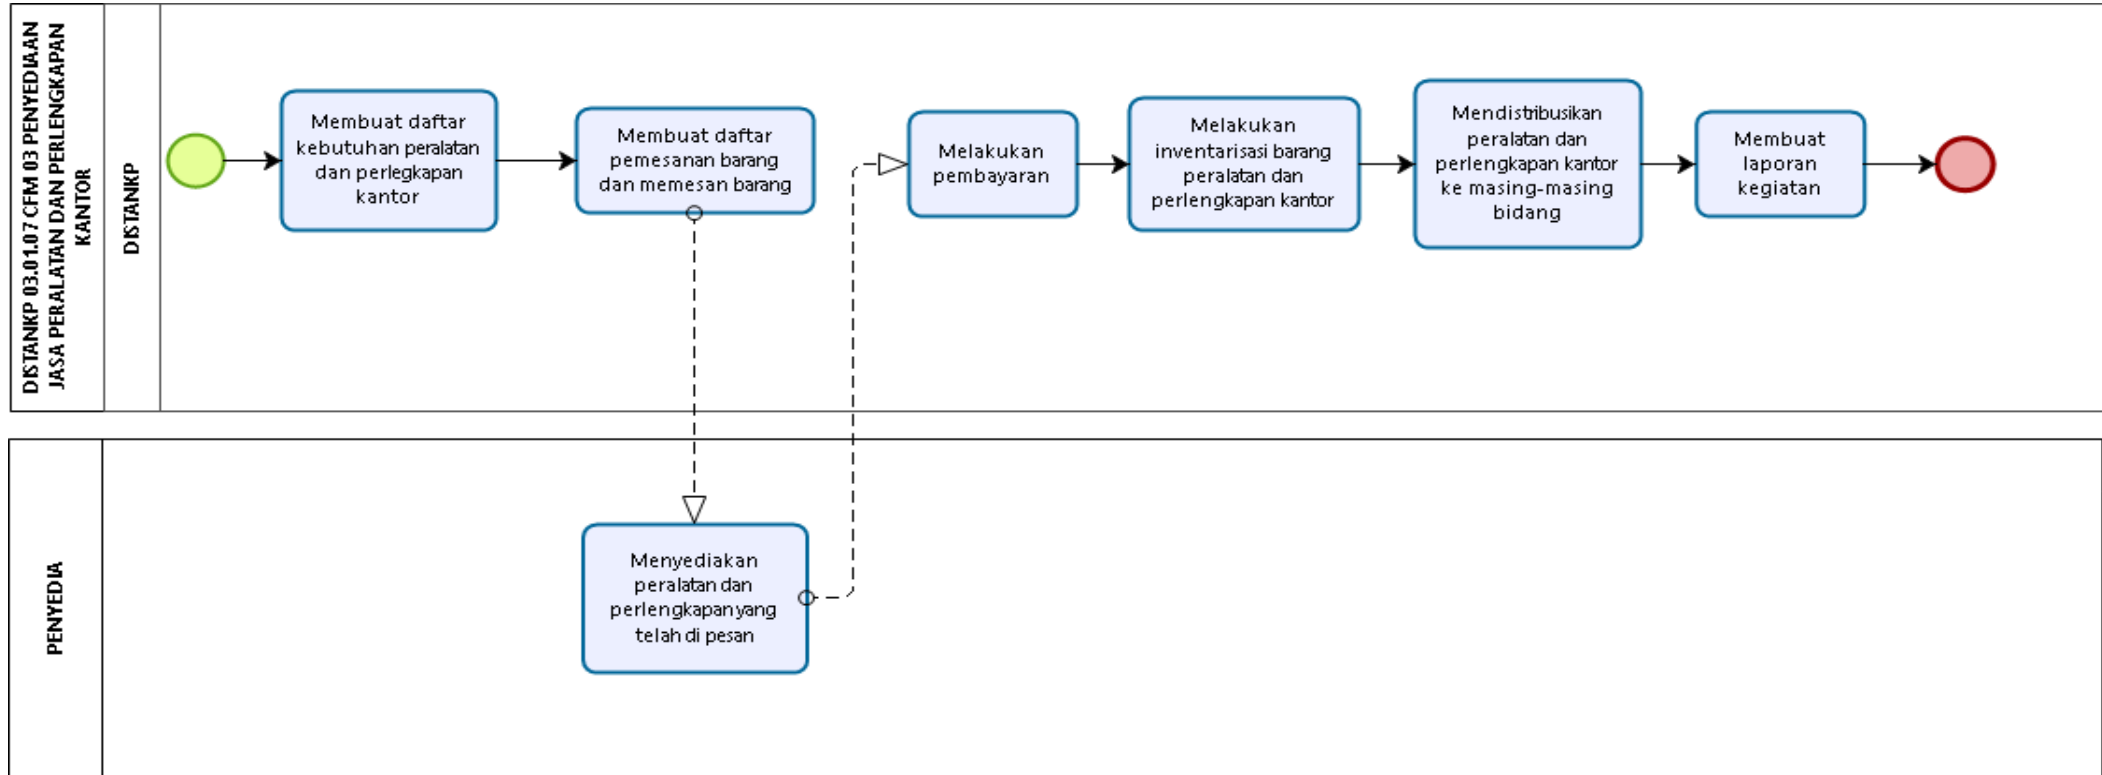 DISTANKP 03.01.07 CFM 03 PENYEDIAAN
JASA PERALATAN DAN PERLENGKAPAN
KANTOR
DISTANKP
Membuat daftar
kebutuhan peralatan
dan perlegkapan
kantor
Membuat daftar
pemesanan barang
dan memesan barang
Melakukan
pembayaran
Melakukan
inventarisasi barang
peralatan dan
perlengkapan kantor
Mendistribusikan
peralatan dan
perlengkapan kantor
ke masing-masing
bidang
Membuat
laporan
kegiatan
PENYEDIA
Menyediakan
peralatan dan
perlengkapan yang
telah di pesan